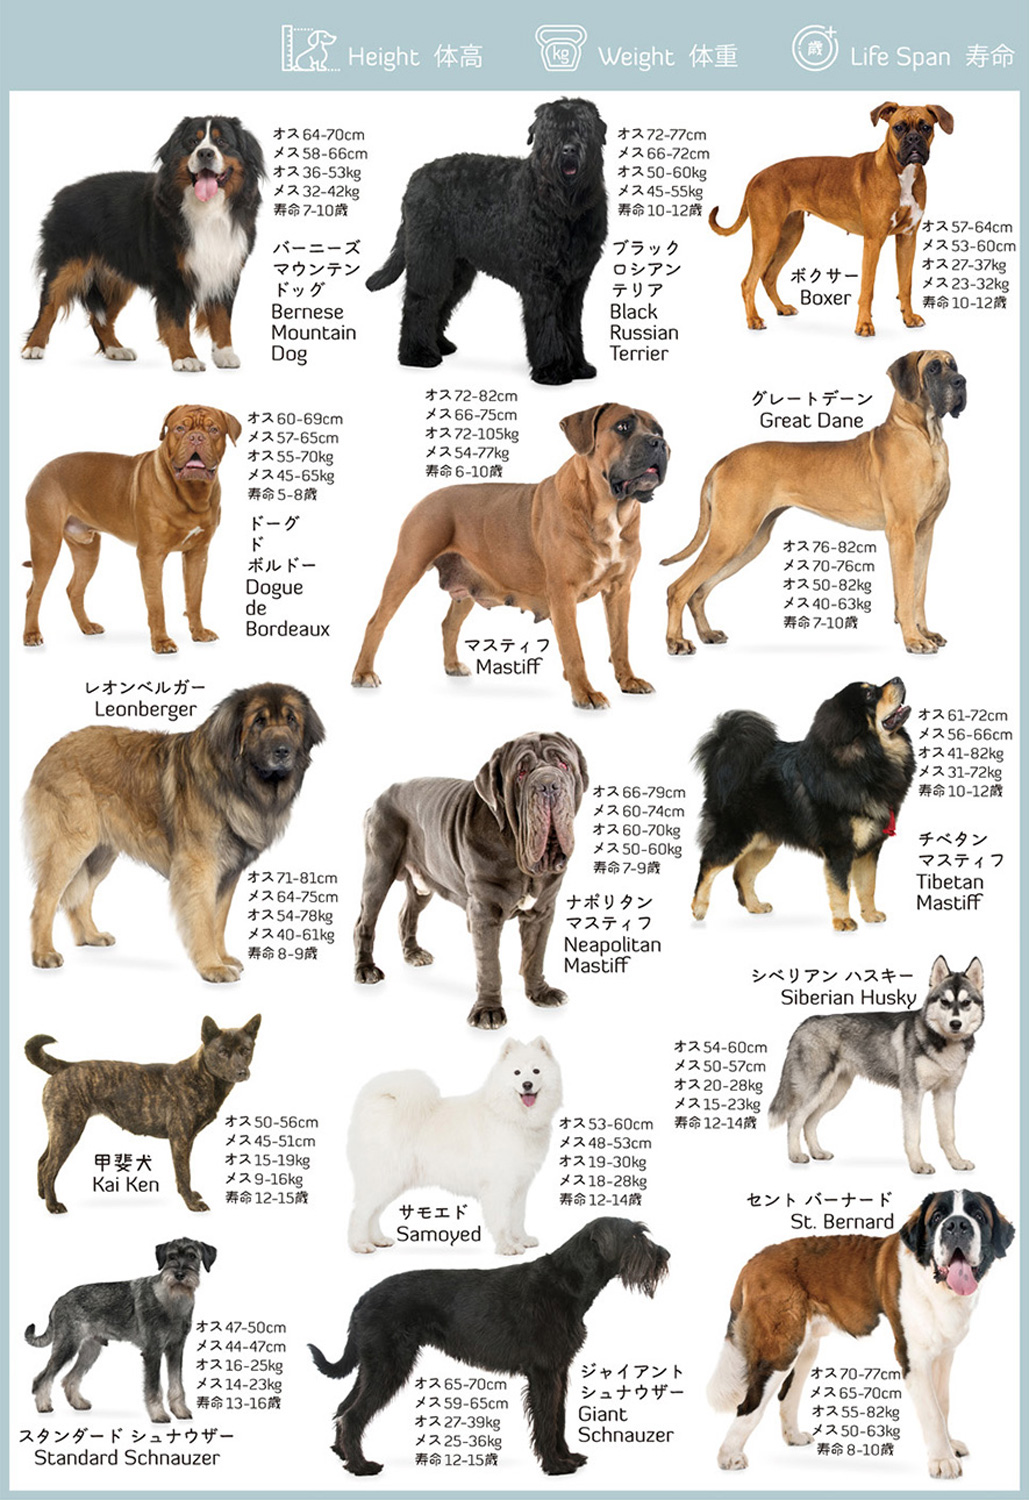 Height 体高
kg
Weight 体重
歳
Life Span 寿命
オス 64-70cm
メス 58-66cm
オス 36-53kg
メス 32-42kg
寿命 7-10歳
バーニーズ
マウンテン
ドッグ
Bernese
Mountain
Dog
オス 72-77cm
メス 66-72cm
オス 50-60kg
メス 45-55kg
寿命 10-12歳
ブラック
ロシアン
テリア
Black
Russian
Terrier
オス 57-64cm
メス 53-60cm
オス 27-37kg
メス 23-32kg
寿命 10-12歳
ボクサー
Boxer
オス 60-69cm
メス 57-65cm
オス 55-70kg
メス 45-65kg
寿命 5-8歳
ドーグ
ド
ボルドー
Dogue
de
Bordeaux
オス 72-82cm
メス 66-75cm
オス 72-105kg
メス 54-77kg
寿命 6-10歳
マスティフ
Mastiff
グレートデーン
Great Dane
オス 76-82cm
メス 70-76cm
オス 50-82kg
メス 40-63kg
寿命 7-10歳
レオンベルガー
Leonberger
オス 71-81cm
メス 64-75cm
オス 54-78kg
メス 40-61kg
寿命 8-9歳
オス 66-79cm
メス 60-74cm
オス 60-70kg
メス 50-60kg
寿命 7-9歳
ナポリタン
マスティフ
Neapolitan
Mastiff
オス 61-72cm
メス 56-66cm
オス 41-82kg
メス 31-72kg
寿命 10-12歳
チベタン
マスティフ
Tibetan
Mastiff
オス 50-56cm
メス 45-51cm
オス 15-19kg
メス 9-16kg
寿命 12-15歳
甲斐犬
Kai Ken
オス 53-60cm
メス 48-53cm
オス 19-30kg
メス 18-28kg
寿命 12-14歳
サモエド
Samoyed
シベリアン ハスキー
Siberian Husky
オス 54-60cm
メス 50-57cm
オス 20-28kg
メス 15-23kg
寿命 12-14歳
オス 47-50cm
メス 44-47cm
オス 16-25kg
メス 14-23kg
寿命 13-16歳
スタンダード シュナウザー
Standard Schnauzer
オス 65-70cm
メス 59-65cm
オス 27-39kg
メス 25-36kg
寿命 12-15歳
ジャイアント
シュナウザー
Giant
Schnauzer
セント バーナード
St. Bernard
オス 70-77cm
メス 65-70cm
オス 55-82kg
メス 50-63kg
寿命 8-10歳